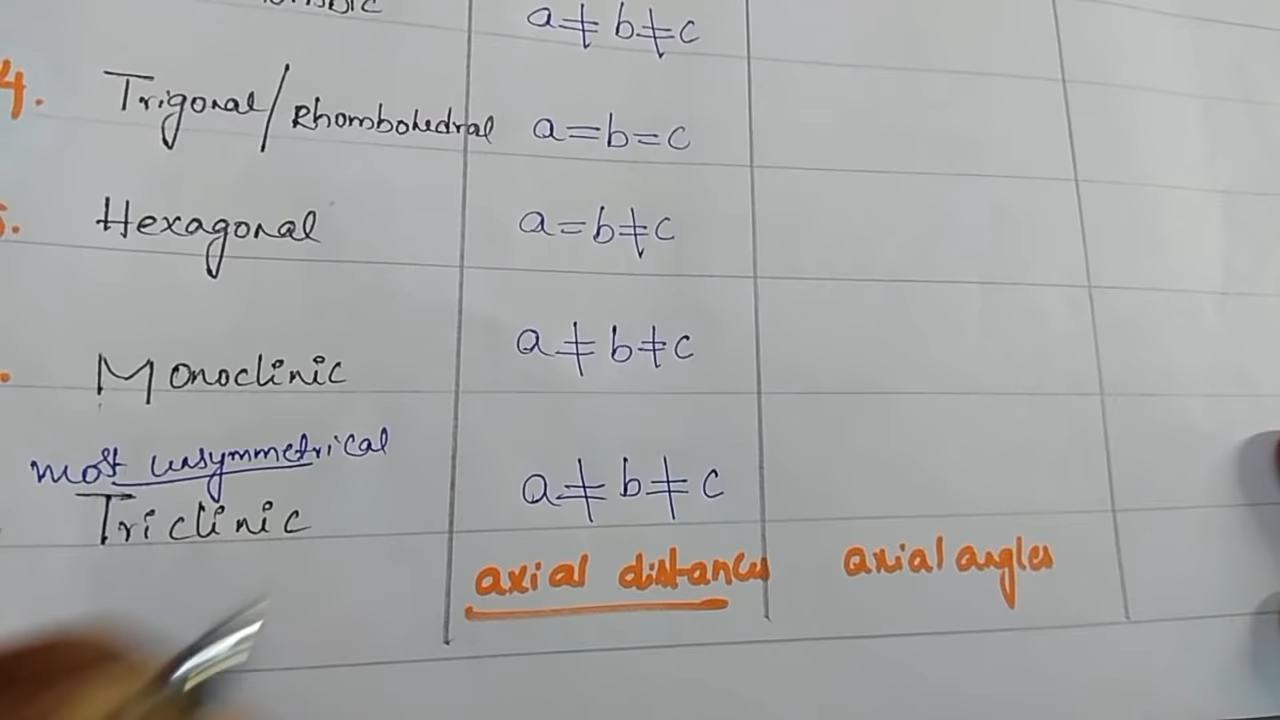 a≠b≠c
4. Trigonal/Rhombohedral a=b=c
Hexagonal a=b≠c
Monoclinic a≠b≠c
most unsymmetrical
Triclinic a≠b≠c
axial distances axial angles